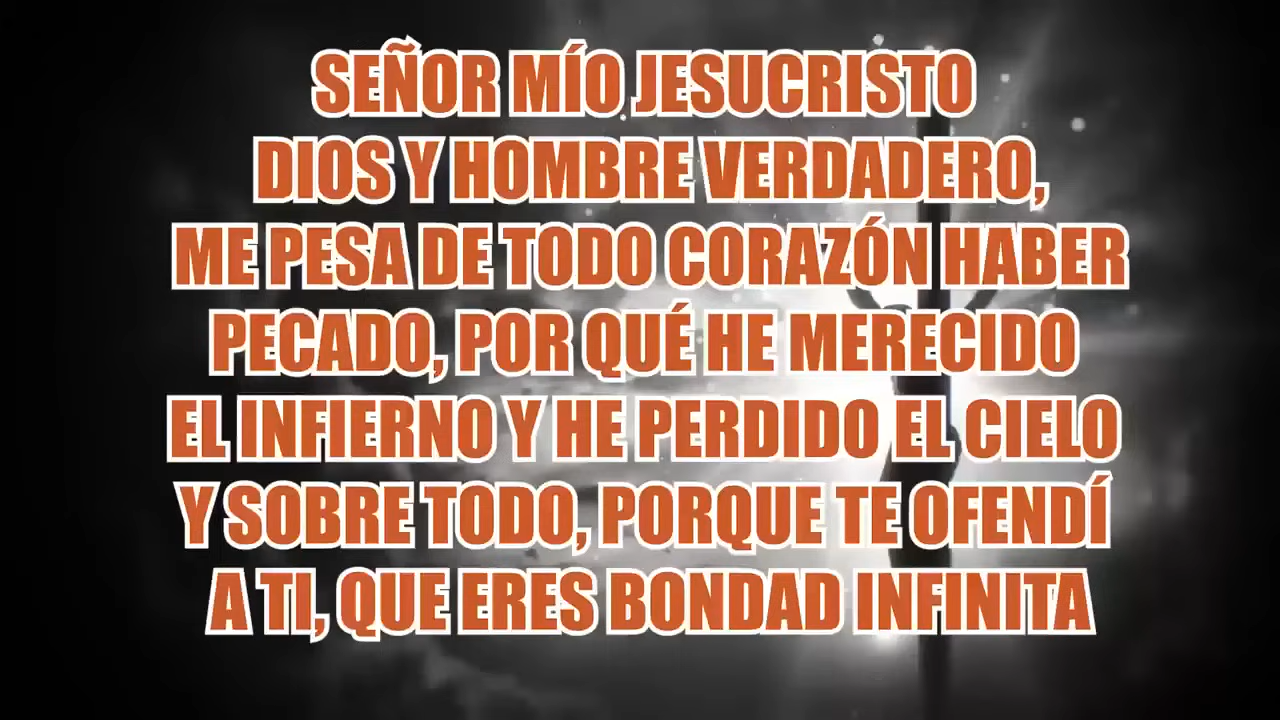 SEÑOR MÍO JESUCRISTO
DIOS Y HOMBRE VERDADERO,
ME PESA DE TODO CORAZÓN HABER
PECADO, POR QUÉ HE MERECIDO
EL INFIERNO Y HE PERDIDO EL CIELO
Y SOBRE TODO, PORQUE TE OFENDÍ
A TI, QUE ERES BONDAD INFINITA